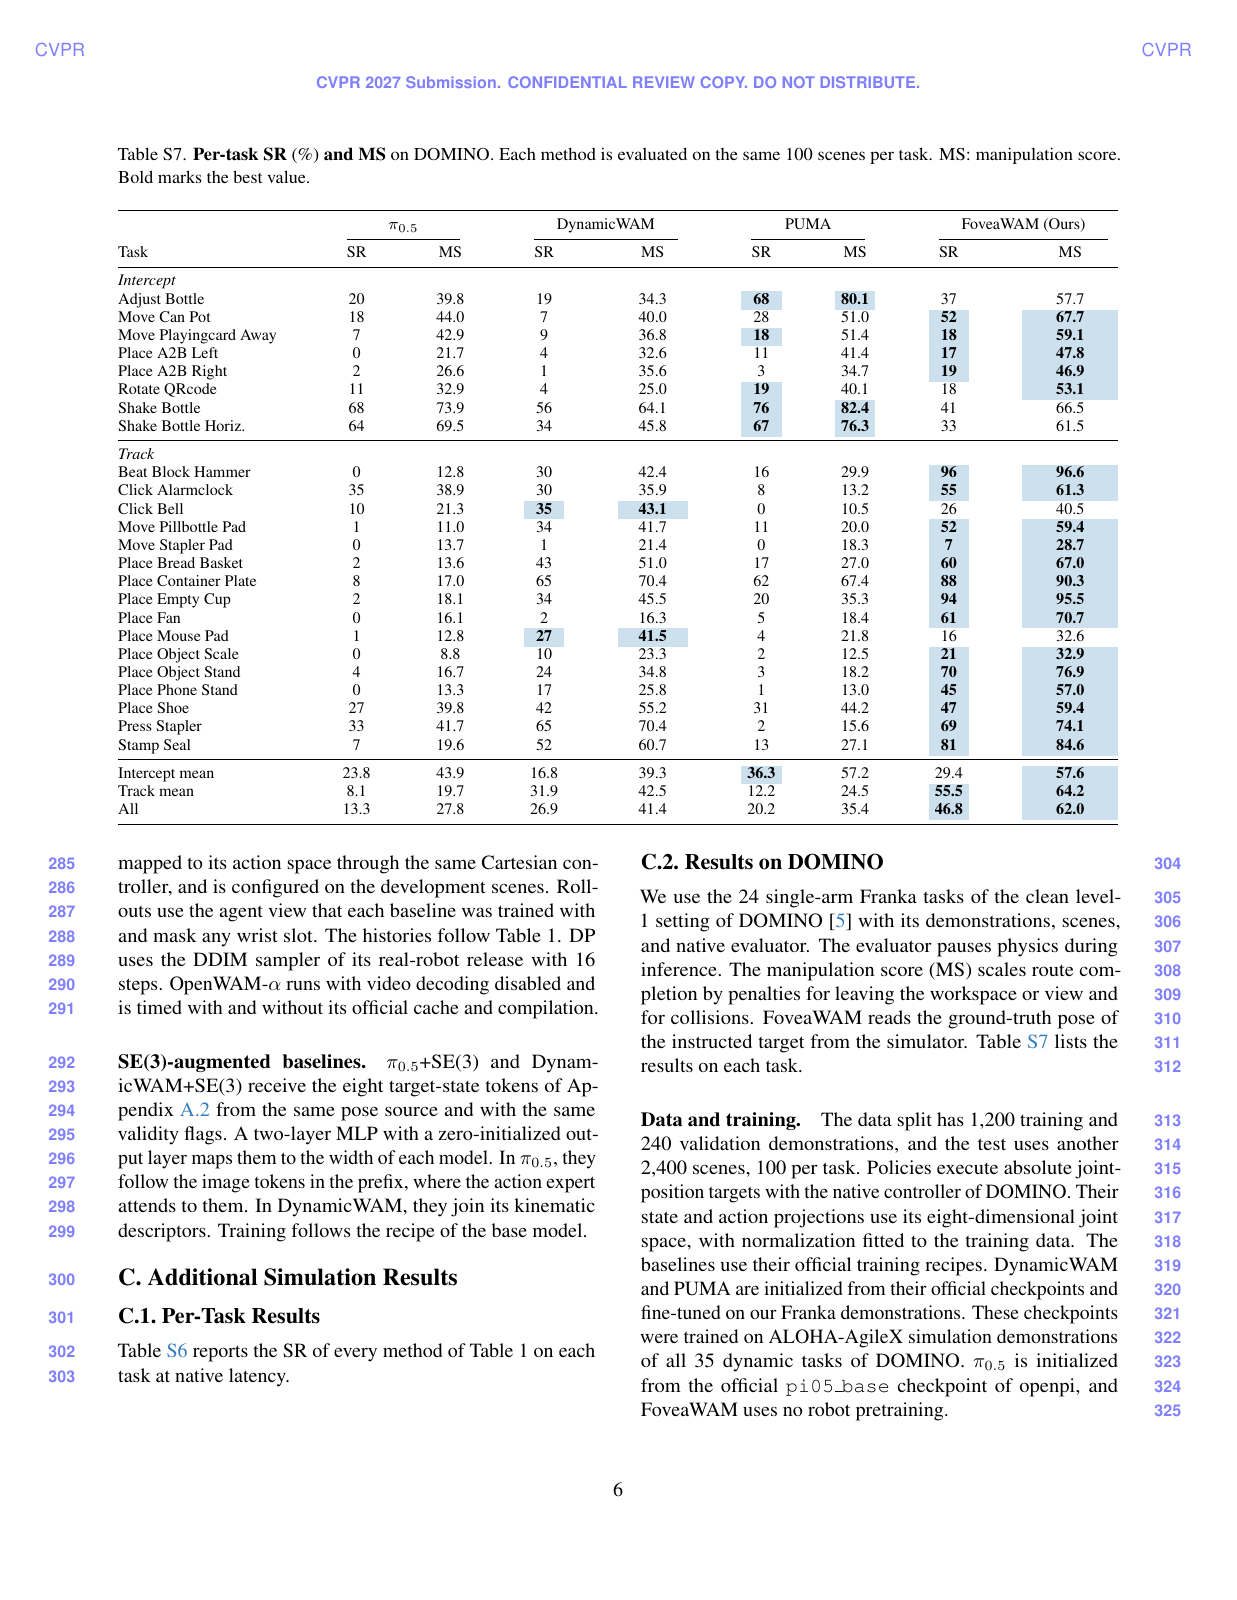 CVPR
CVPR
CVPR 2027 Submission. CONFIDENTIAL REVIEW COPY. DO NOT DISTRIBUTE.
Table S7. Per-task SR (%) and MS on DOMINO. Each method is evaluated on the same 100 scenes per task. MS: manipulation score.
Bold marks the best value.
π0.5 DynamicWAM PUMA FoveaWAM (Ours)
Task SR MS SR MS SR MS SR MS
Intercept
Adjust Bottle 20 39.8 19 34.3 68 80.1 37 57.7
Move Can Pot 18 44.0 7 40.0 28 51.0 52 67.7
Move Playingcard Away 7 42.9 9 36.8 18 51.4 18 59.1
Place A2B Left 0 21.7 4 32.6 11 41.4 17 47.8
Place A2B Right 2 26.6 1 35.6 3 34.7 19 46.9
Rotate QRcode 11 32.9 4 25.0 19 40.1 18 53.1
Shake Bottle 68 73.9 56 64.1 76 82.4 41 66.5
Shake Bottle Horiz. 64 69.5 34 45.8 67 76.3 33 61.5
Track
Beat Block Hammer 0 12.8 30 42.4 16 29.9 96 96.6
Click Alarmclock 35 38.9 30 35.9 8 13.2 55 61.3
Click Bell 10 21.3 35 43.1 0 10.5 26 40.5
Move Pillbottle Pad 1 11.0 34 41.7 11 20.0 52 59.4
Move Stapler Pad 0 13.7 1 21.4 0 18.3 7 28.7
Place Bread Basket 2 13.6 43 51.0 17 27.0 60 67.0
Place Container Plate 8 17.0 65 70.4 62 67.4 88 90.3
Place Empty Cup 2 18.1 34 45.5 20 35.3 94 95.5
Place Fan 0 16.1 2 16.3 5 18.4 61 70.7
Place Mouse Pad 1 12.8 27 41.5 4 21.8 16 32.6
Place Object Scale 0 8.8 10 23.3 2 12.5 21 32.9
Place Object Stand 4 16.7 24 34.8 3 18.2 70 76.9
Place Phone Stand 0 13.3 17 25.8 1 13.0 45 57.0
Place Shoe 27 39.8 42 55.2 31 44.2 47 59.4
Press Stapler 33 41.7 65 70.4 2 15.6 69 74.1
Stamp Seal 7 19.6 52 60.7 13 27.1 81 84.6
Intercept mean 23.8 43.9 16.8 39.3 36.3 57.2 29.4 57.6
Track mean 8.1 19.7 31.9 42.5 12.2 24.5 55.5 64.2
All 13.3 27.8 26.9 41.4 20.2 35.4 46.8 62.0
285 mapped to its action space through the same Cartesian con-
286 troller, and is configured on the development scenes. Roll-
287 outs use the agent view that each baseline was trained with
288 and mask any wrist slot. The histories follow Table 1. DP
289 uses the DDIM sampler of its real-robot release with 16
290 steps. OpenWAM-α runs with video decoding disabled and
291 is timed with and without its official cache and compilation.
292 SE(3)-augmented baselines. π0.5+SE(3) and Dynam-
293 icWAM+SE(3) receive the eight target-state tokens of Ap-
294 pendix A.2 from the same pose source and with the same
295 validity flags. A two-layer MLP with a zero-initialized out-
296 put layer maps them to the width of each model. In π0.5, they
297 follow the image tokens in the prefix, where the action expert
298 attends to them. In DynamicWAM, they join its kinematic
299 descriptors. Training follows the recipe of the base model.
300 C. Additional Simulation Results
301 C.1. Per-Task Results
302 Table S6 reports the SR of every method of Table 1 on each
303 task at native latency.
C.2. Results on DOMINO 304
We use the 24 single-arm Franka tasks of the clean level- 305
1 setting of DOMINO [5] with its demonstrations, scenes, 306
and native evaluator. The evaluator pauses physics during 307
inference. The manipulation score (MS) scales route com- 308
pletion by penalties for leaving the workspace or view and 309
for collisions. FoveaWAM reads the ground-truth pose of 310
the instructed target from the simulator. Table S7 lists the 311
results on each task. 312
Data and training. The data split has 1,200 training and 313
240 validation demonstrations, and the test uses another 314
2,400 scenes, 100 per task. Policies execute absolute joint- 315
position targets with the native controller of DOMINO. Their 316
state and action projections use its eight-dimensional joint 317
space, with normalization fitted to the training data. The 318
baselines use their official training recipes. DynamicWAM 319
and PUMA are initialized from their official checkpoints and 320
fine-tuned on our Franka demonstrations. These checkpoints 321
were trained on ALOHA-AgileX simulation demonstrations 322
of all 35 dynamic tasks of DOMINO. π0.5 is initialized 323
from the official pi05_base checkpoint of openpi, and 324
FoveaWAM uses no robot pretraining. 325
6